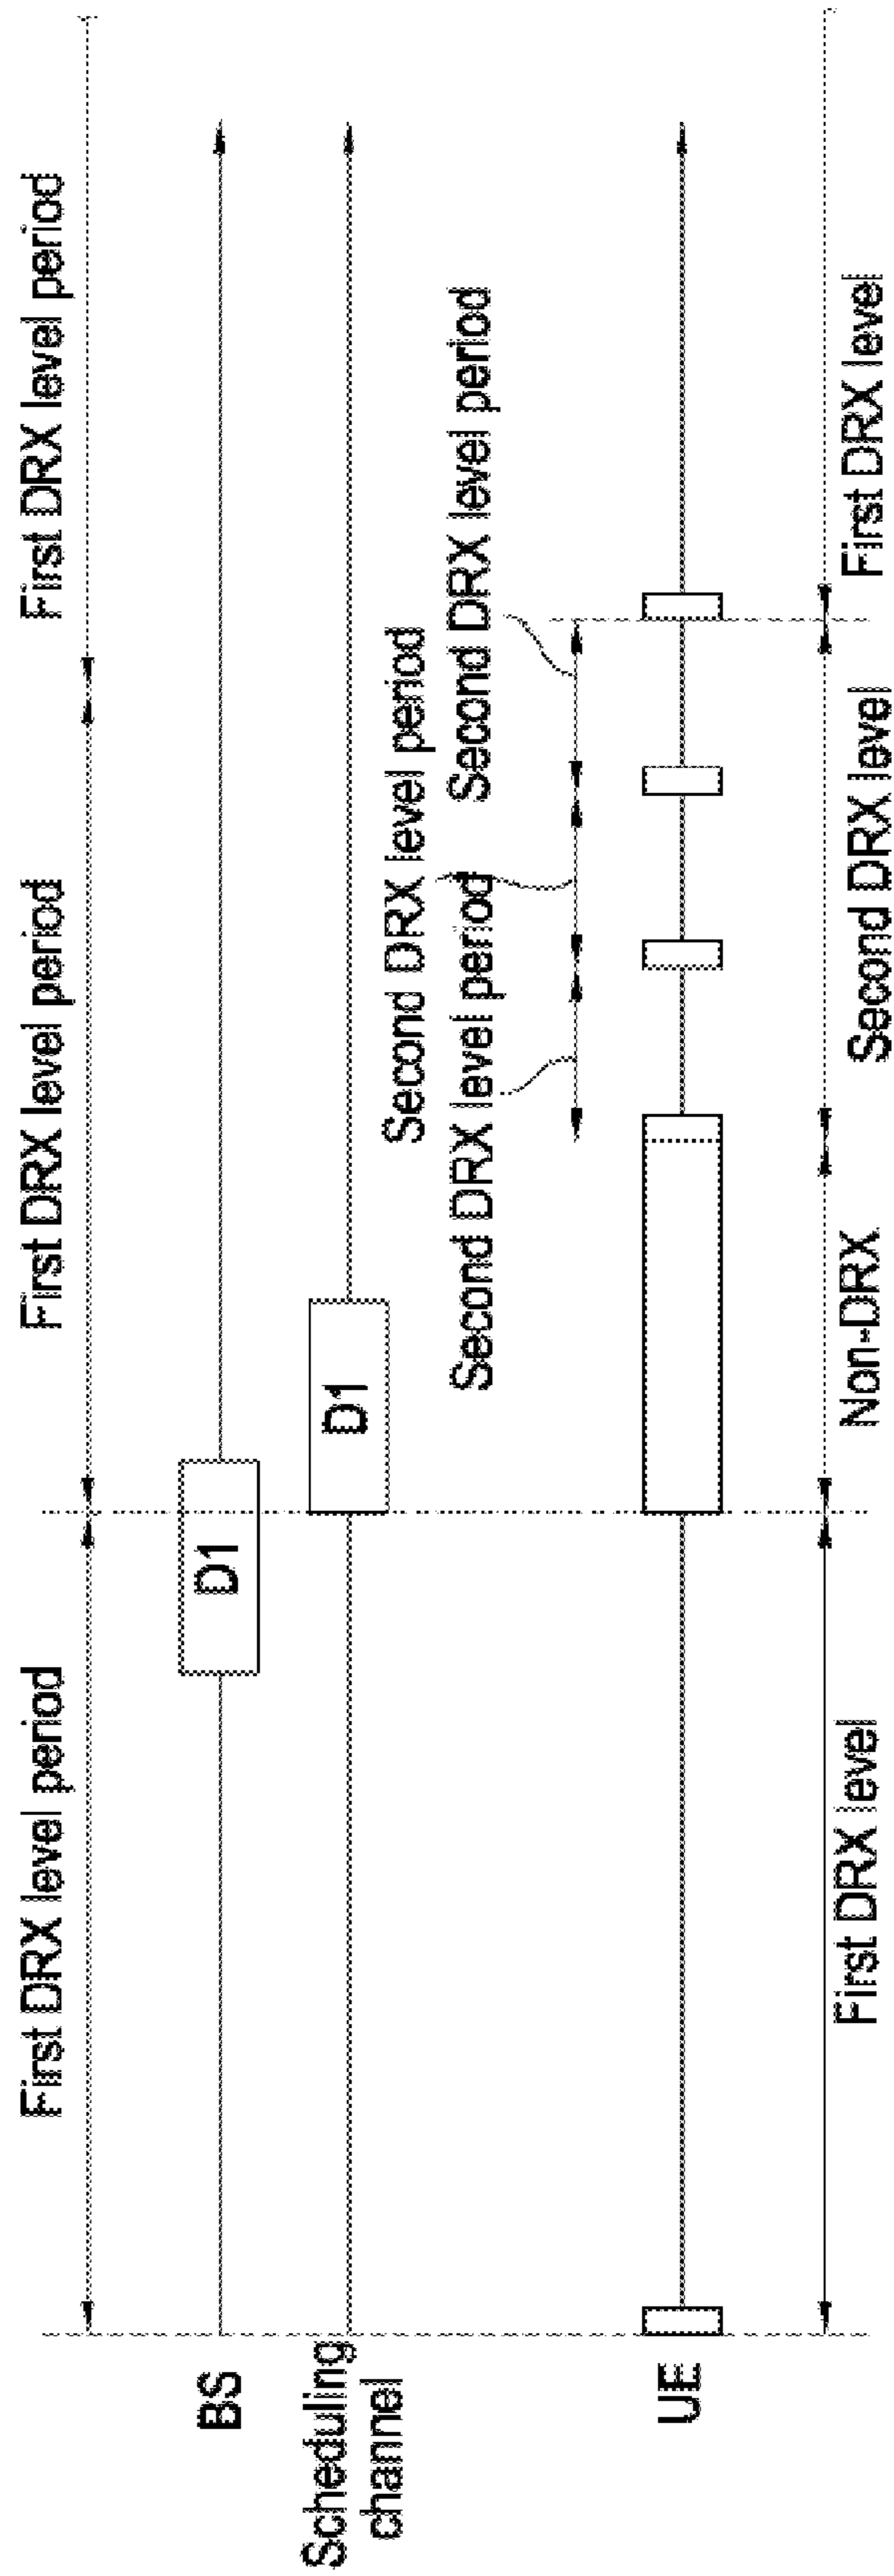 First DRX level period
First DRX level period
First DRX level period
BS
D1
Scheduling
channel
D1
Second DRX level period
Second DRX level period
Second DRX level period
UE
First DRX level
Non-DRX
Second DRX level
First DRX level